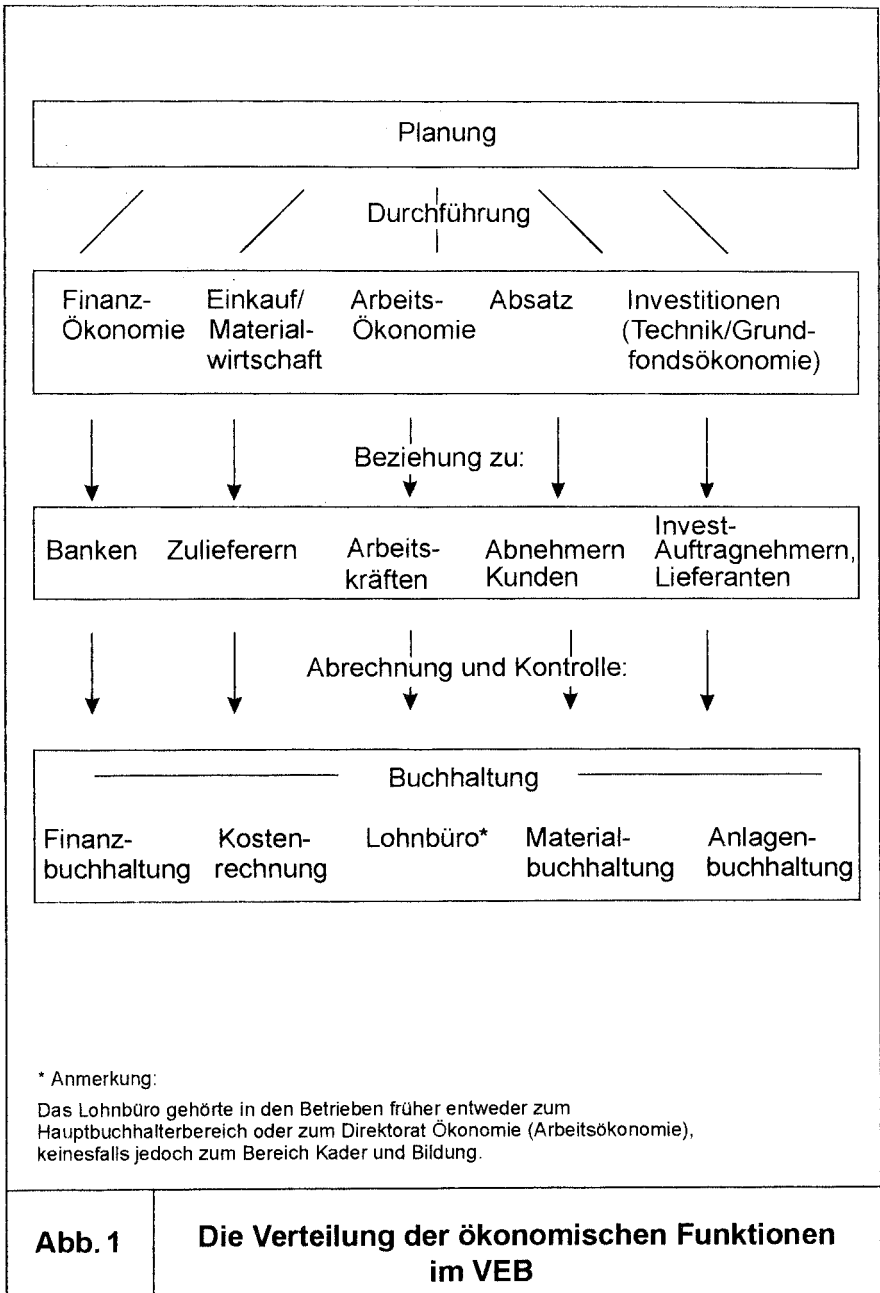 Planung
Durchführung
Finanz- Einkauf/ Arbeits- Absatz Investitionen
Ökonomie Material- Ökonomie (Technik/Grund-
wirtschaft fondsökonomie)
Beziehung zu:
Banken Zulieferern Arbeits- Abnehmern Invest-
kräften Kunden Auftragnehmern,
Lieferanten
Abrechnung und Kontrolle:
Buchhaltung
Finanz- Kosten- Lohnbüro* Material- Anlagen-
buchhaltung rechnung buchhaltung buchhaltung
* Anmerkung:
Das Lohnbüro gehörte in den Betrieben früher entweder zum
Hauptbuchhalterbereich oder zum Direktorat Ökonomie (Arbeitsökonomie),
keinesfalls jedoch zum Bereich Kader und Bildung.
Abb. 1 Die Verteilung der ökonomischen Funktionen
im VEB